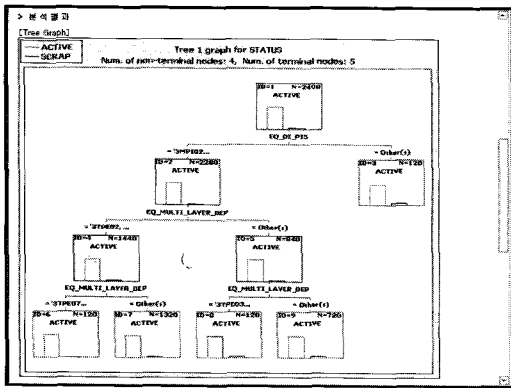 > 분석결과
[Tree Graph]
ACTIVE
SCRAP
Tree 1 graph for STATUS
Num. of non-terminal nodes: 4, Num. of terminal nodes: 5
ID=1 N=2400
ACTIVE
EQ_DI_P15
= Other(s)
ID=2 N=2280
ACTIVE
ID=3 N=120
ACTIVE
EQ_MULTI_LAYER_DEP
= Other(s)
ID=4 N=1440
ACTIVE
ID=5 N=840
ACTIVE
EQ_MULTI_LAYER_DEP
EQ_MULTI_LAYER_DEP
= '3TPE07... = Other(s)
= '3TPE03... = Other(s)
ID=6 N=120
ACTIVE
ID=7 N=1320
ACTIVE
ID=8 N=120
ACTIVE
ID=9 N=720
ACTIVE